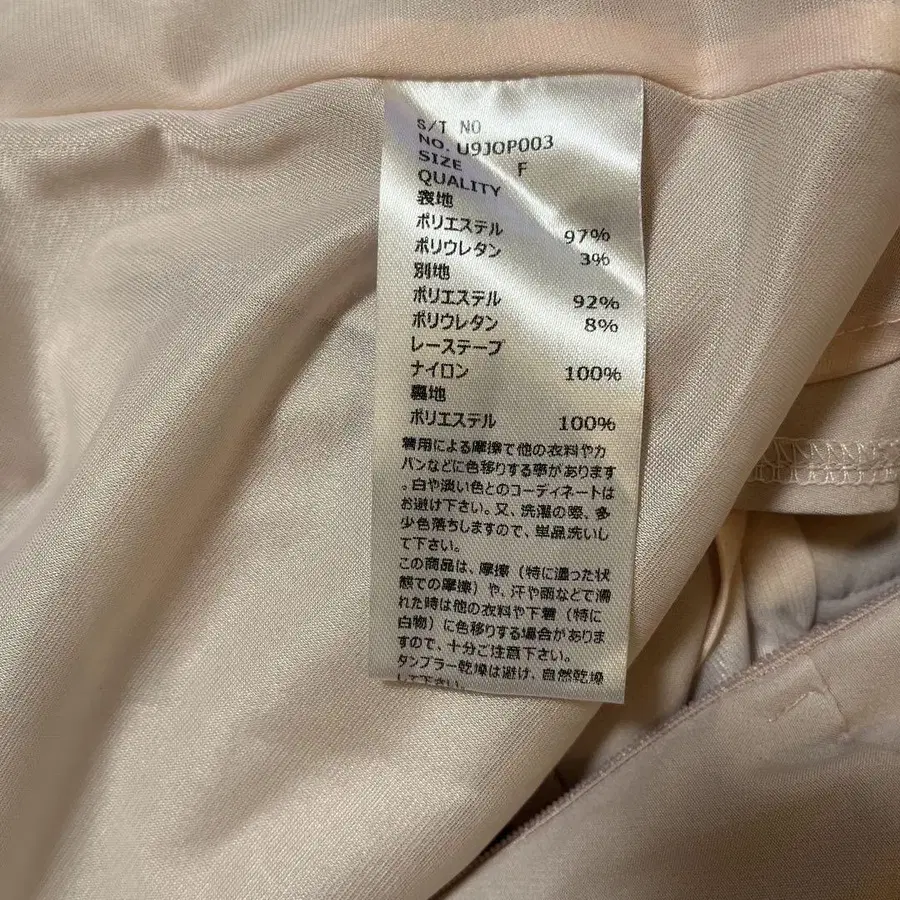 S/T NO
NO. U9JOP003
SIZE F
QUALITY
表地
ポリエステル 97%
ポリウレタン 3%
別地
ポリエステル 92%
ポリウレタン 8%
レーステープ
ナイロン 100%
裏地
ポリエステル 100%
着用による摩擦で他の衣料やカ
バンなどに色移りする事があります
。白や淡い色とのコーディネートは
お避け下さい。又、洗濯の際、多
少色落ちしますので、単品洗いし
て下さい。
この商品は、摩擦（特に湿った状
態での摩擦）や、汗や雨などで濡
れた時は他の衣料や下着（特に
白物）に色移りする場合がありま
すので、十分ご注意下さい。
タンブラー乾燥は避け、自然乾燥
して下さい。